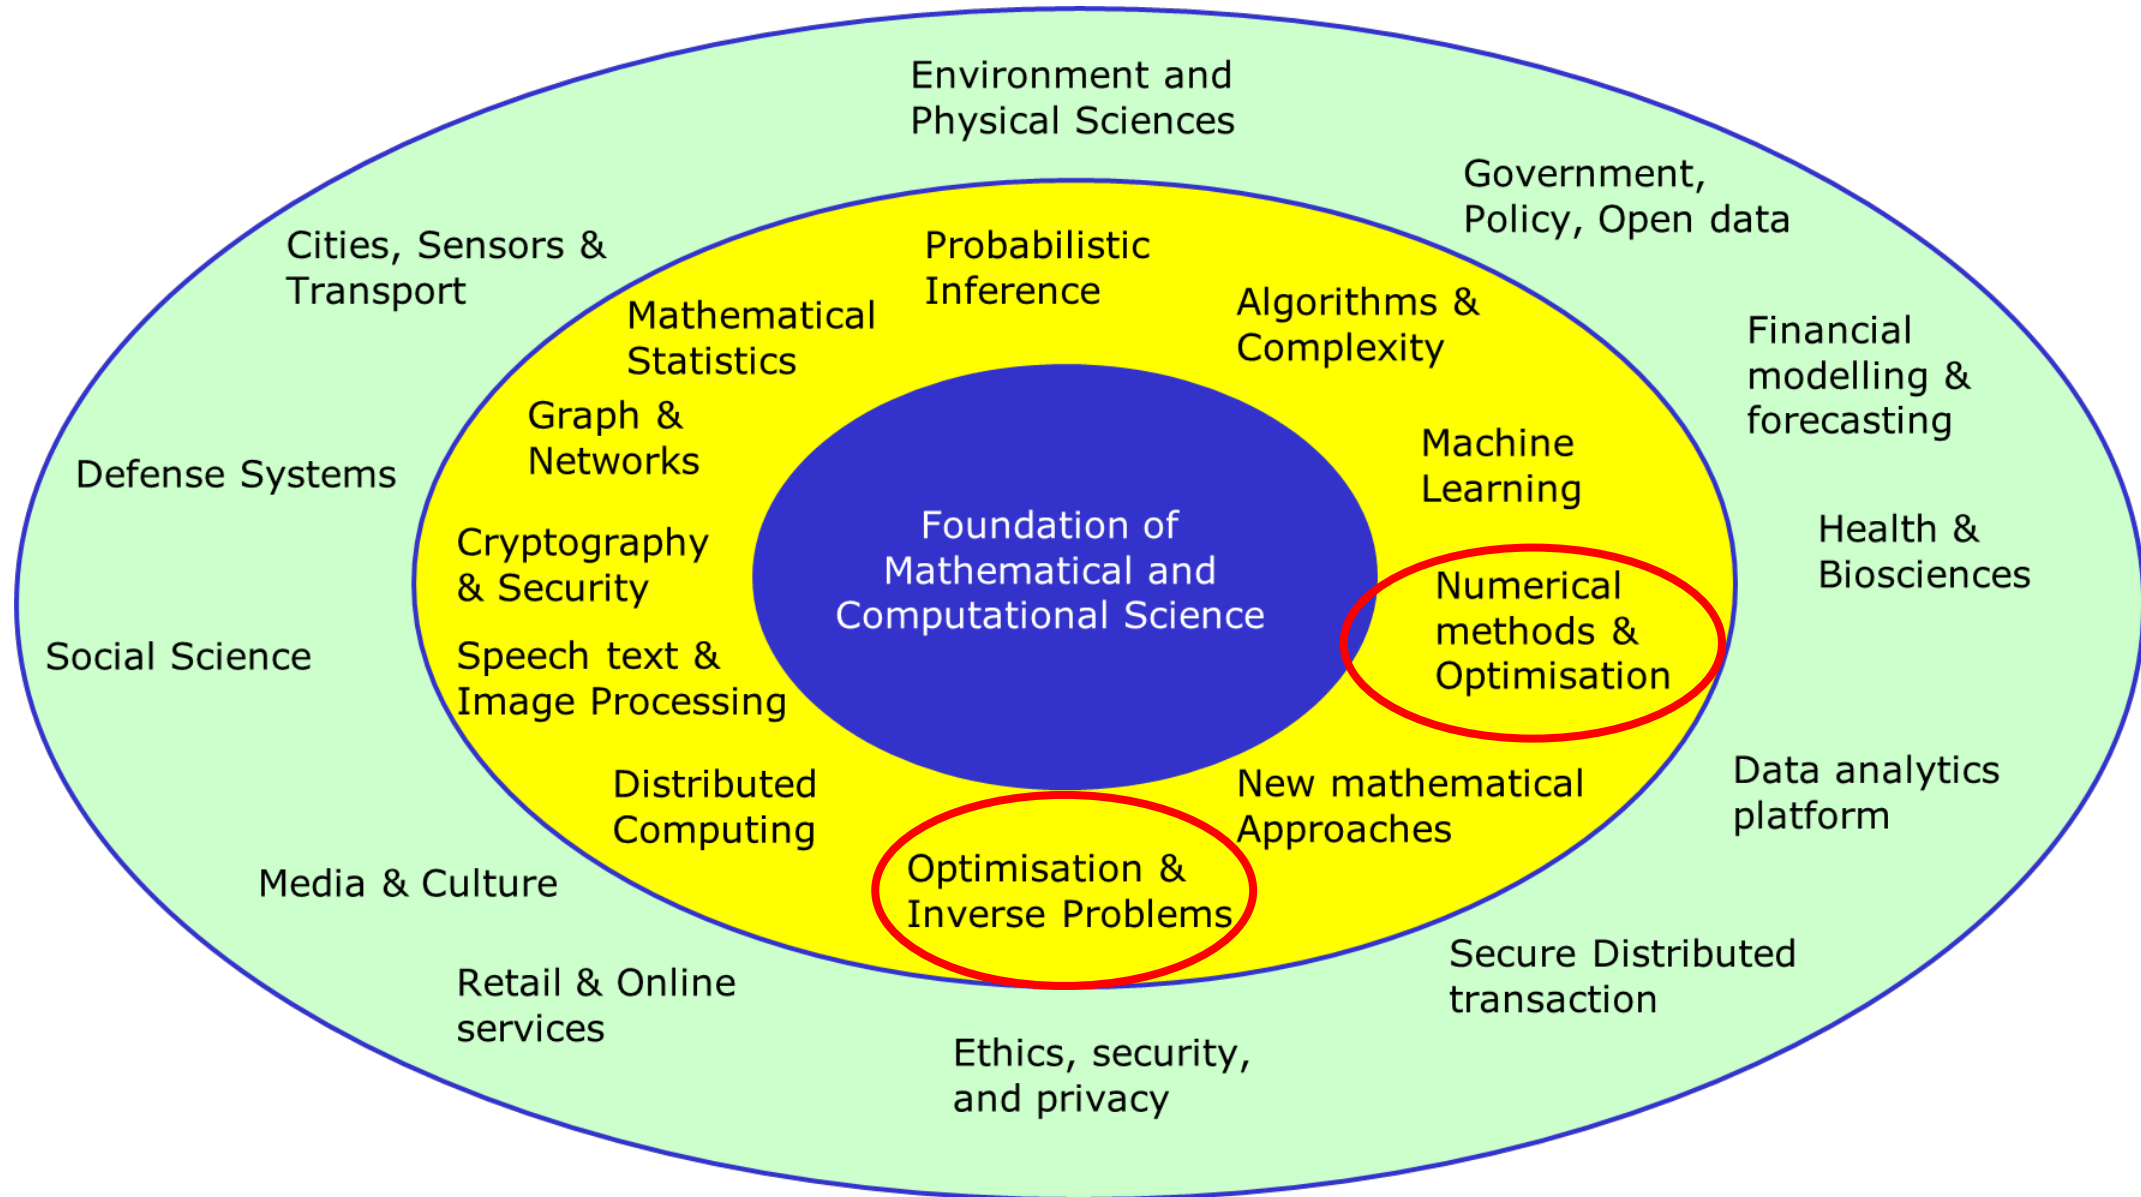 Environment and
Physical Sciences
Government,
Policy, Open data
Cities, Sensors &
Transport
Probabilistic
Inference
Mathematical
Statistics
Algorithms &
Complexity
Financial
modelling &
forecasting
Graph &
Networks
Machine
Learning
Defense Systems
Foundation of
Mathematical and
Computational Science
Cryptography
& Security
Health &
Biosciences
Numerical
methods &
Optimisation
Social Science
Speech text &
Image Processing
Distributed
Computing
New mathematical
Approaches
Data analytics
platform
Optimisation &
Inverse Problems
Media & Culture
Secure Distributed
transaction
Retail & Online
services
Ethics, security,
and privacy